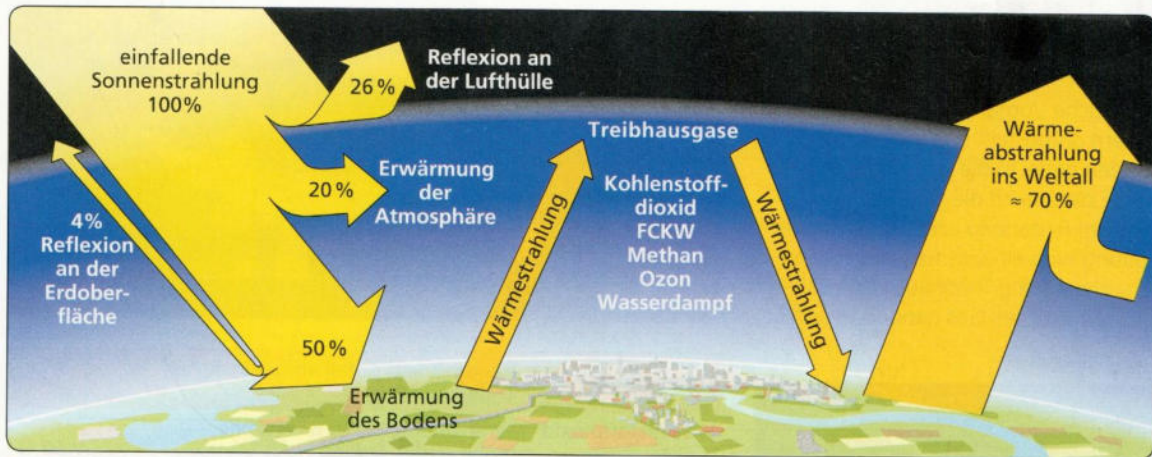 einfallende
Sonnenstrahlung
100%
26 %
Reflexion an
der Lufthülle
20 %
Erwärmung
der
Atmosphäre
4%
Reflexion
an der
Erdober-
fläche
50 %
Erwärmung
des Bodens
Wärmestrahlung
Treibhausgase
Kohlenstoff-
dioxid
FCKW
Methan
Ozon
Wasserdampf
Wärmestrahlung
Wärme-
abstrahlung
ins Weltall
≈ 70 %